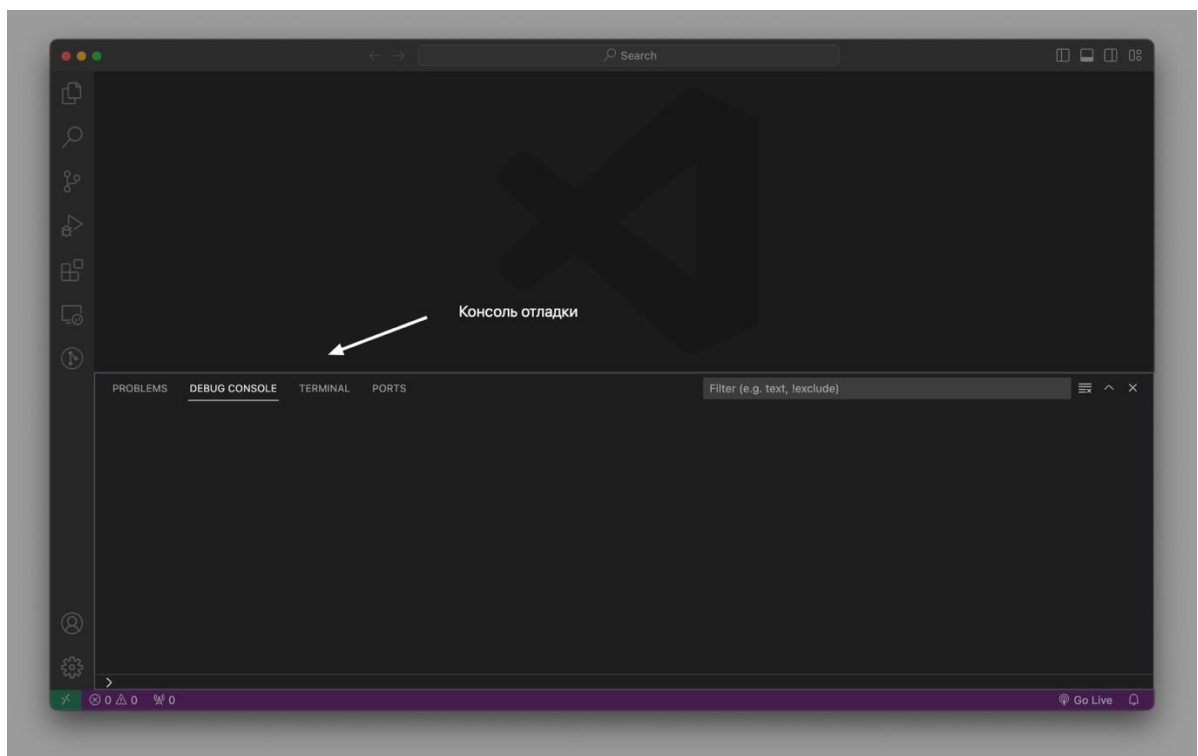 Search
Консоль отладки
PROBLEMS DEBUG CONSOLE TERMINAL PORTS Filter (e.g. text, !exclude)
>
0 0 0 Go Live